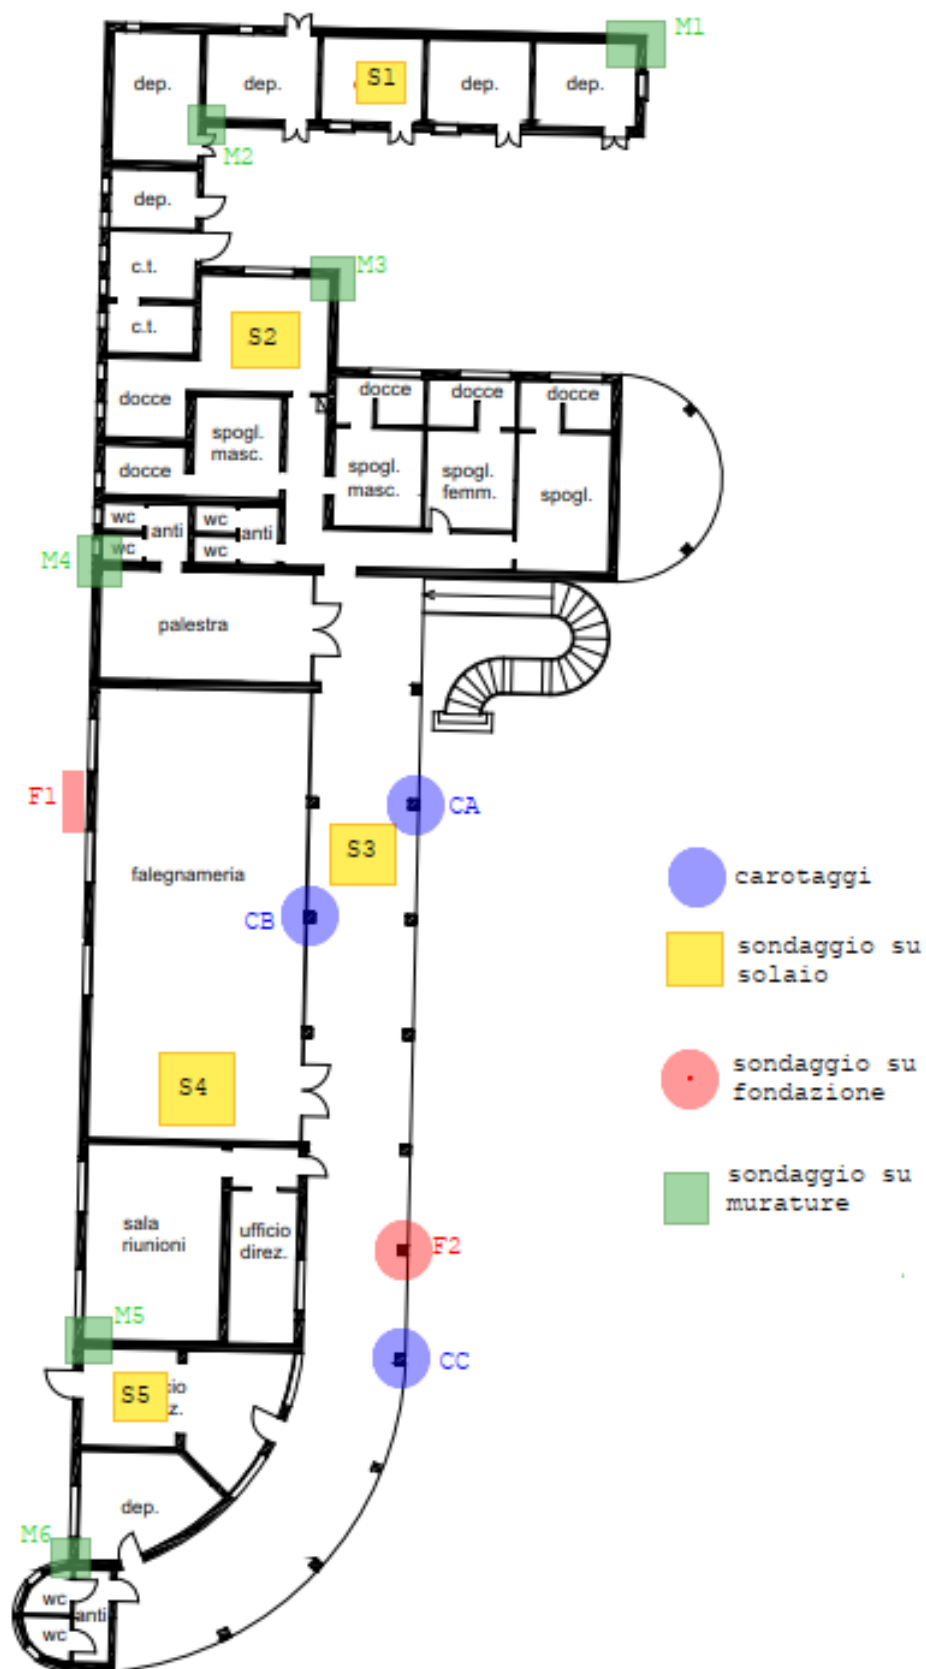 M1
dep.
dep.
S1
dep.
dep.
M2
dep.
c.t.
M3
c.t.
S2
docce
docce
docce
docce
spogl.
masc.
spogl.
masc.
spogl.
femm.
spogl.
docce
wc
anti
wc
anti
wc
wc
M4
palestra
F1
CA
S3
falegnameria
CB
carotaggi
sondaggio su
solaio
S4
sondaggio su
fondazione
sondaggio su
murature
sala
riunioni
ufficio
direz.
F2
M5
CC
S5
cio
z.
dep.
M6
wc
anti
wc